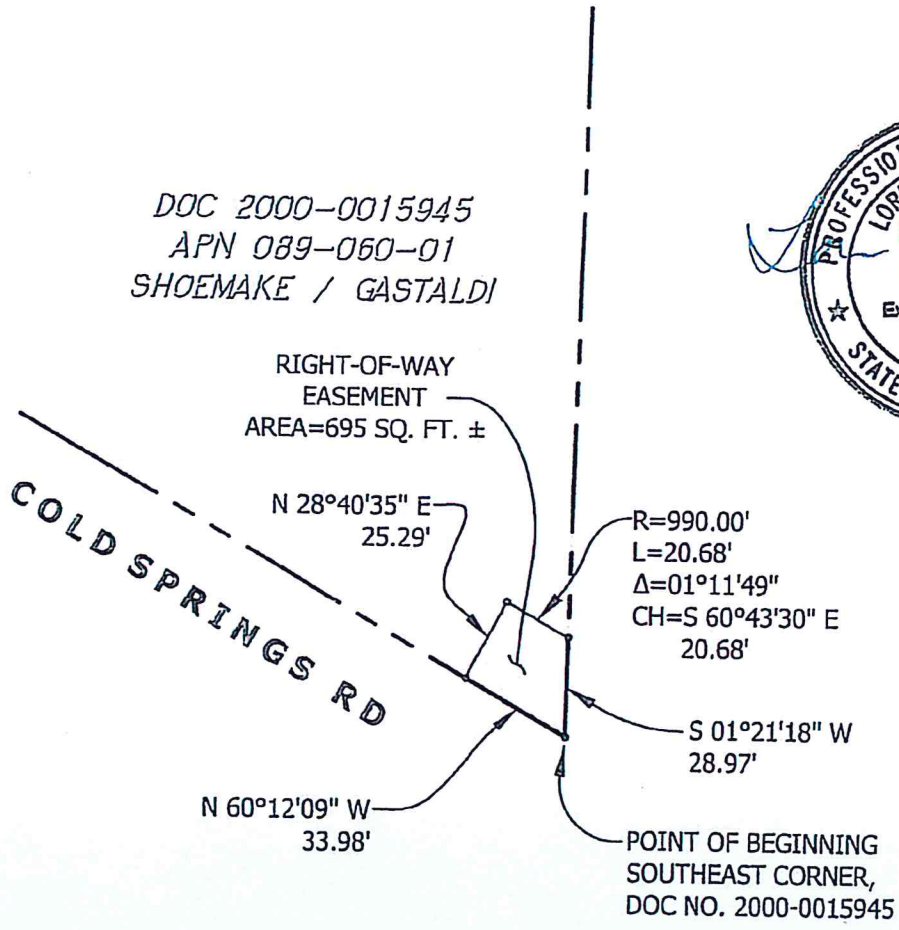 DOC 2000-0015945
APN 089-060-01
SHOEMAKE / GASTALDI
PROFESSIO
LOR
E
STATE
RIGHT-OF-WAY
EASEMENT
AREA=695 SQ. FT. ±
COLD SPRINGS RD
N 28°40'35" E
25.29'
R=990.00'
L=20.68'
Δ=01°11'49"
CH=S 60°43'30" E
20.68'
S 01°21'18" W
28.97'
N 60°12'09" W
33.98'
POINT OF BEGINNING
SOUTHEAST CORNER,
DOC NO. 2000-0015945